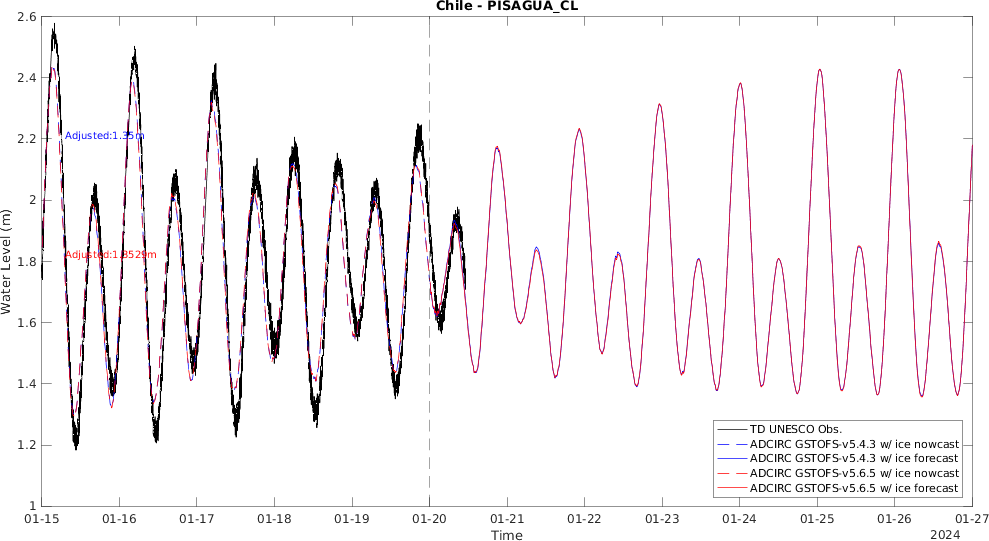 Chile - PISAGUA_CL
2.6
2.4
2.2
2
1.8
1.6
1.4
1.2
1
Water Level (m)
Adjusted:1.35m
Adjusted:1.3529m
TD UNESCO Obs.
ADCIRC GSTOFS-v5.4.3 w/ ice nowcast
ADCIRC GSTOFS-v5.4.3 w/ ice forecast
ADCIRC GSTOFS-v5.6.5 w/ ice nowcast
ADCIRC GSTOFS-v5.6.5 w/ ice forecast
01-15 01-16 01-17 01-18 01-19 01-20 01-21 01-22 01-23 01-24 01-25 01-26 01-27
Time
2024